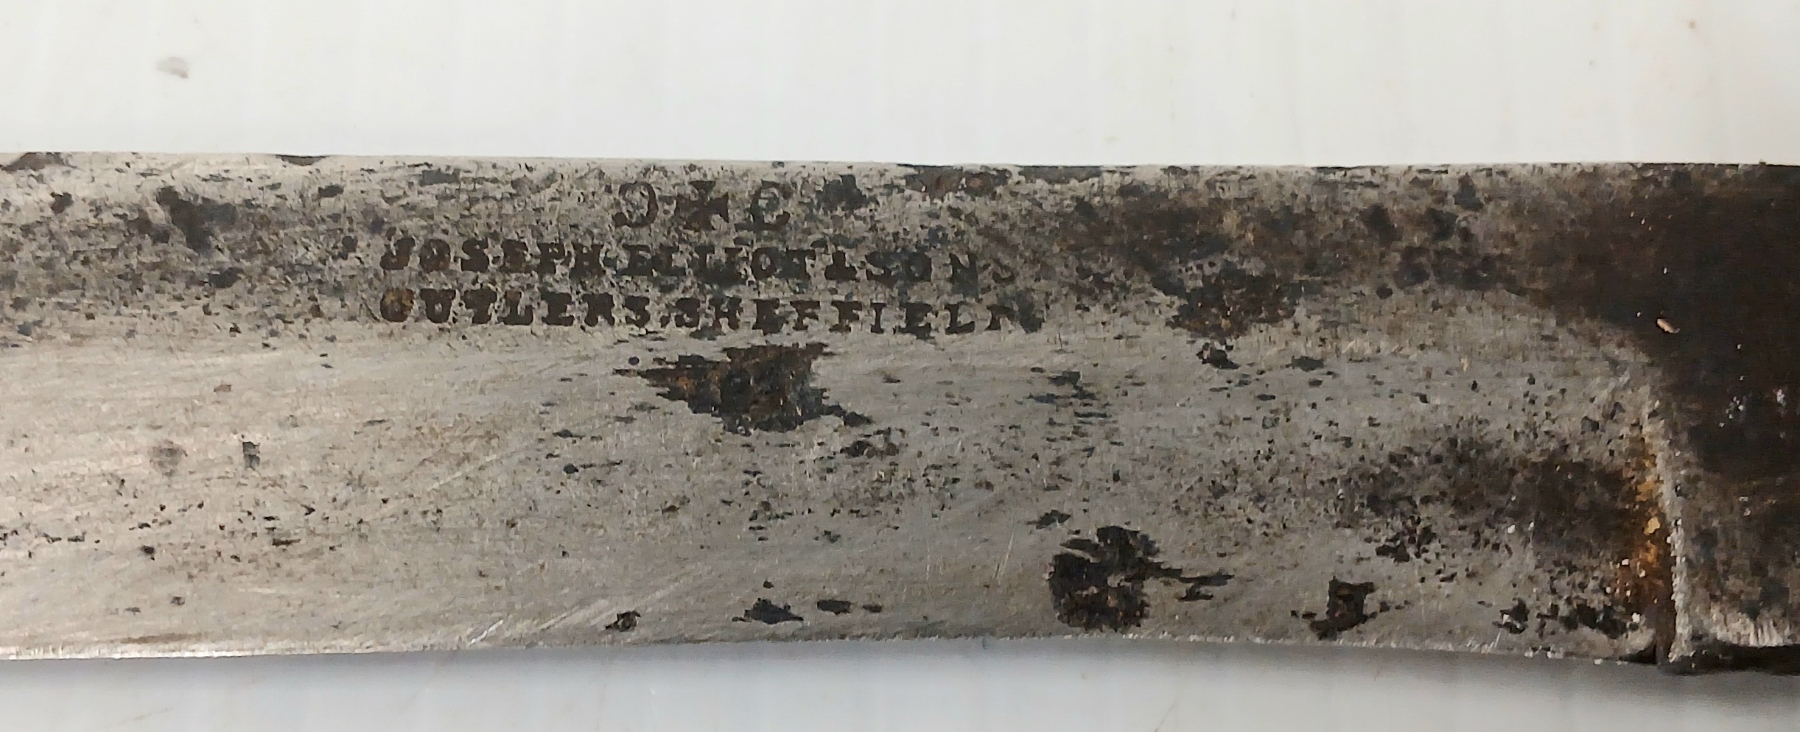 Ɔ✠C
JOSEPH ELLIOT & SONS
CUTLERS. SHEFFIELD